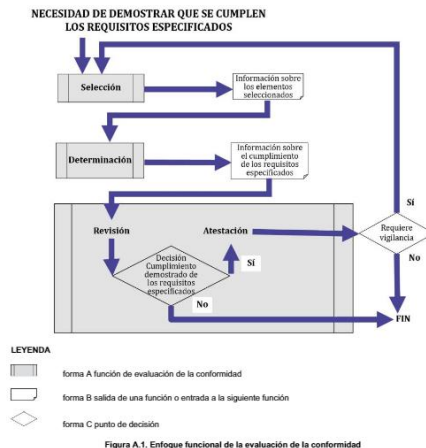 NECESIDAD DE DEMOSTRAR QUE SE CUMPLEN
LOS REQUISITOS ESPECIFICADOS
Selección
Información sobre
los elementos
seleccionados
Determinación
Información sobre
el cumplimiento
de los requisitos
especificados
Revisión
Atestación
Decisión
Cumplimiento
demostrado de
los requisitos
especificados
Sí
No
Requiere
vigilancia
Sí
No
FIN
LEYENDA
forma A función de evaluación de la conformidad
forma B salida de una función o entrada a la siguiente función
forma C punto de decisión
Figura A.1. Enfoque funcional de la evaluación de la conformidad